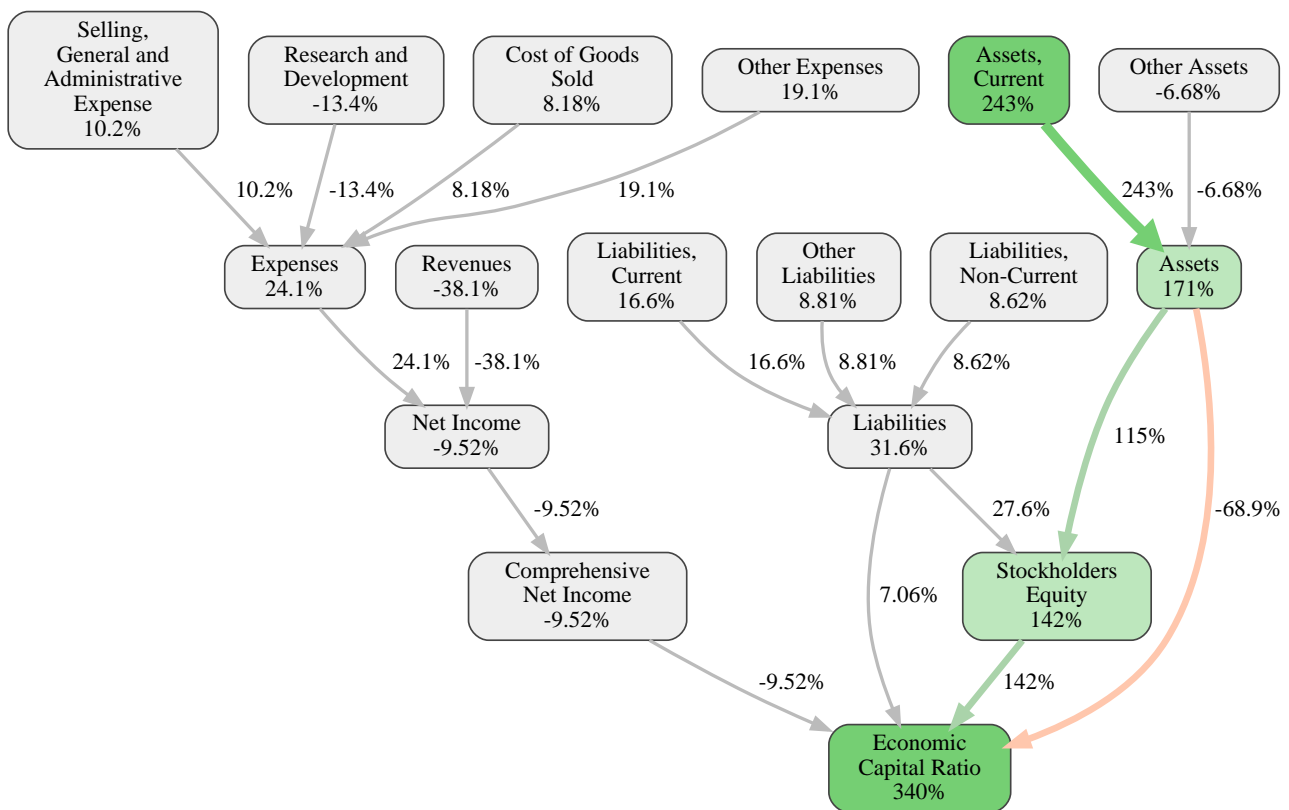 Selling,
General and
Administrative
Expense
10.2%
Research and
Development
-13.4%
Cost of Goods
Sold
8.18%
Other Expenses
19.1%
Assets,
Current
243%
Other Assets
-6.68%
10.2%
-13.4%
8.18%
19.1%
243%
-6.68%
Expenses
24.1%
Revenues
-38.1%
Liabilities,
Current
16.6%
Other
Liabilities
8.81%
Liabilities,
Non-Current
8.62%
Assets
171%
24.1%
-38.1%
16.6%
8.81%
8.62%
Net Income
-9.52%
Liabilities
31.6%
115%
-9.52%
27.6%
-68.9%
Comprehensive
Net Income
-9.52%
Stockholders
Equity
142%
7.06%
-9.52%
142%
Economic
Capital Ratio
340%